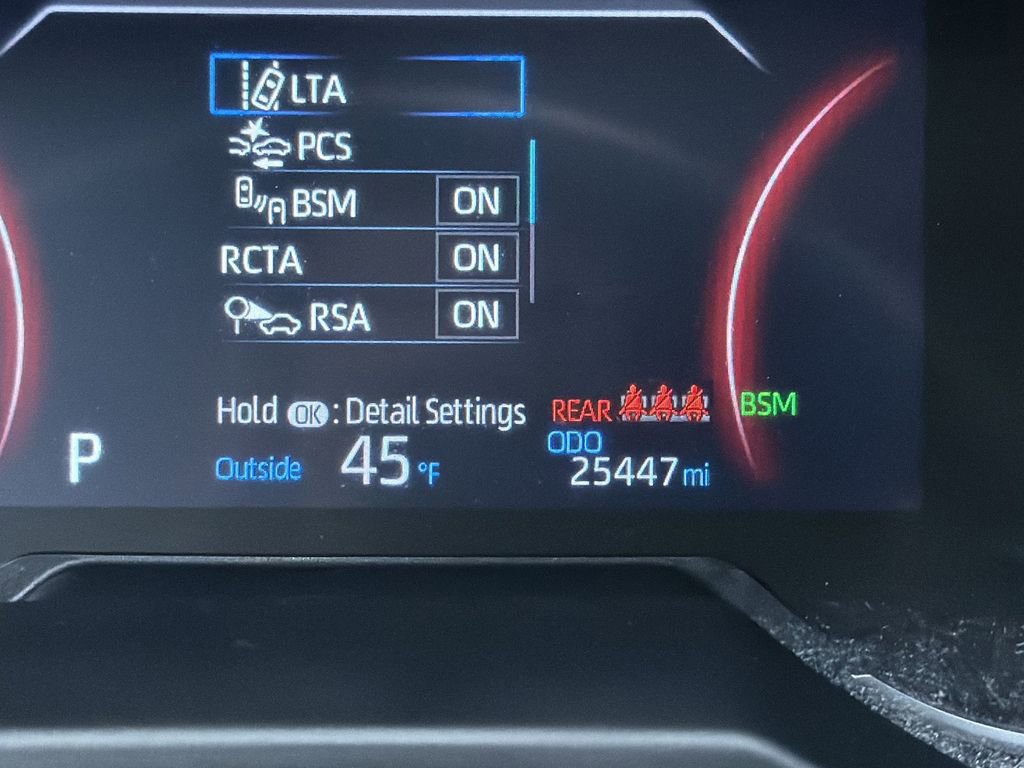 LTA
PCS
BSM ON
RCTA ON
RSA ON
Hold OK : Detail Settings
REAR
BSM
P
Outside 45 °F
ODO
25447 mi